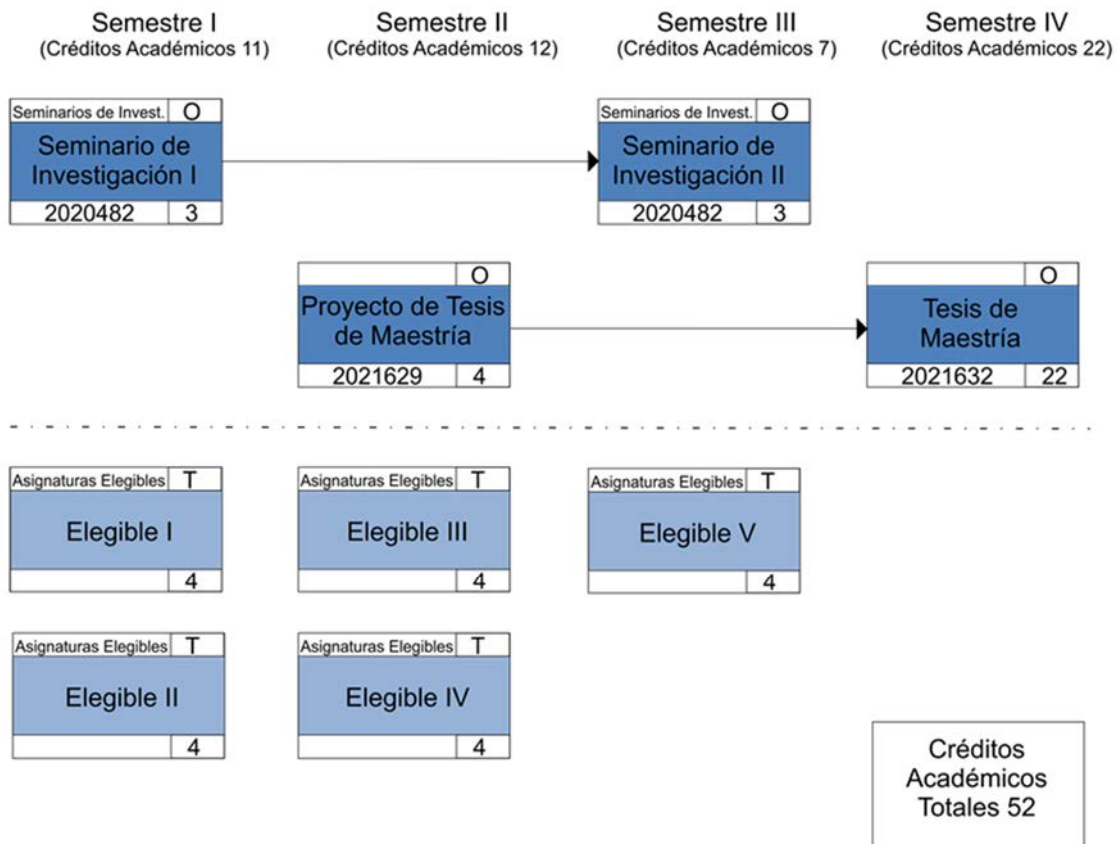 Semestre I
(Créditos Académicos 11)
Semestre II
(Créditos Académicos 12)
Semestre III
(Créditos Académicos 7)
Semestre IV
(Créditos Académicos 22)
Seminarios de Invest. O
Seminario de
Investigación I
2020482 3
Seminarios de Invest. O
Seminario de
Investigación II
2020482 3
O
Proyecto de Tesis
de Maestría
2021629 4
O
Tesis de
Maestría
2021632 22
Asignaturas Elegibles T
Elegible I
4
Asignaturas Elegibles T
Elegible III
4
Asignaturas Elegibles T
Elegible V
4
Asignaturas Elegibles T
Elegible II
4
Asignaturas Elegibles T
Elegible IV
4
Créditos
Académicos
Totales 52